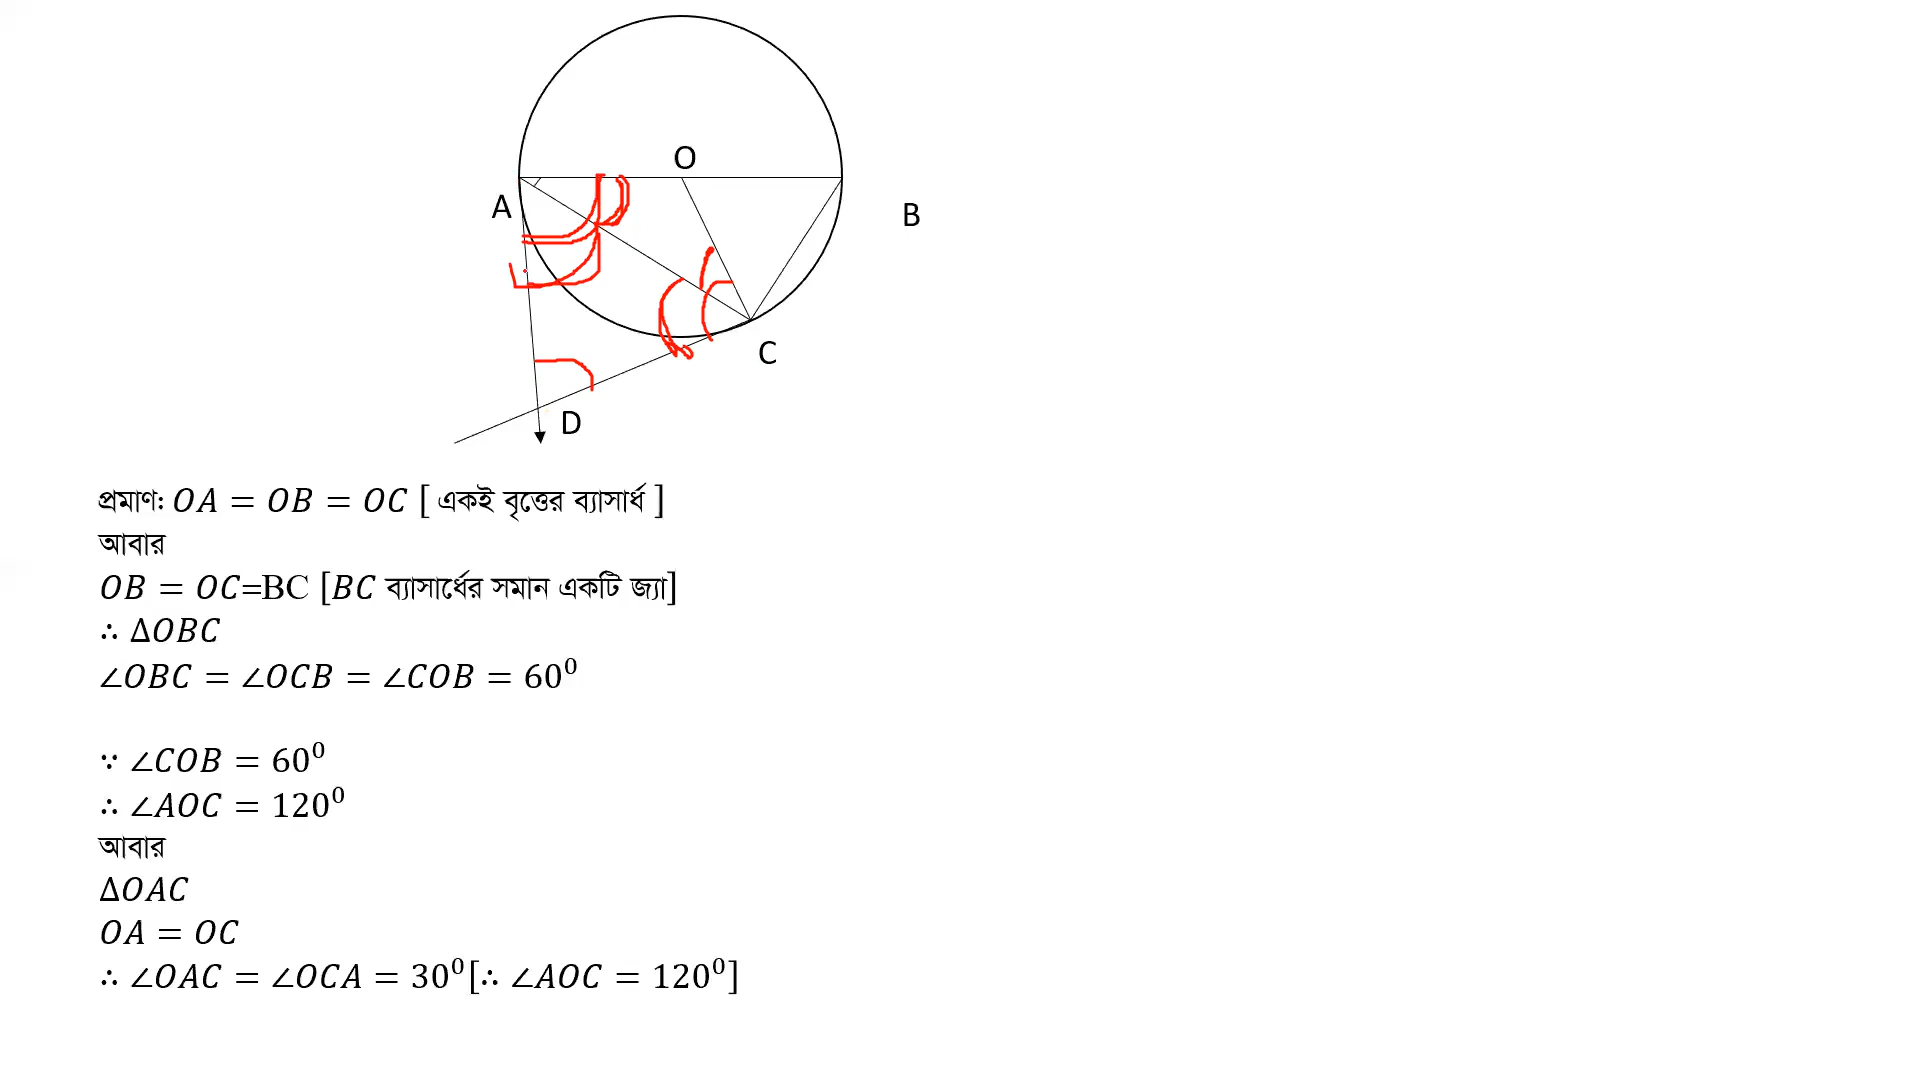 O
A
B
C
D
প্রমাণ: OA = OB = OC [ একই বৃত্তের ব্যাসার্ধ ]
আবার
OB = OC=BC [BC ব্যাসার্ধের সমান একটি জ্যা]
∴ ΔOBC
∠OBC = ∠OCB = ∠COB = 60⁰
∵ ∠COB = 60⁰
∴ ∠AOC = 120⁰
আবার
ΔOAC
OA = OC
∴ ∠OAC = ∠OCA = 30⁰[∴ ∠AOC = 120⁰]